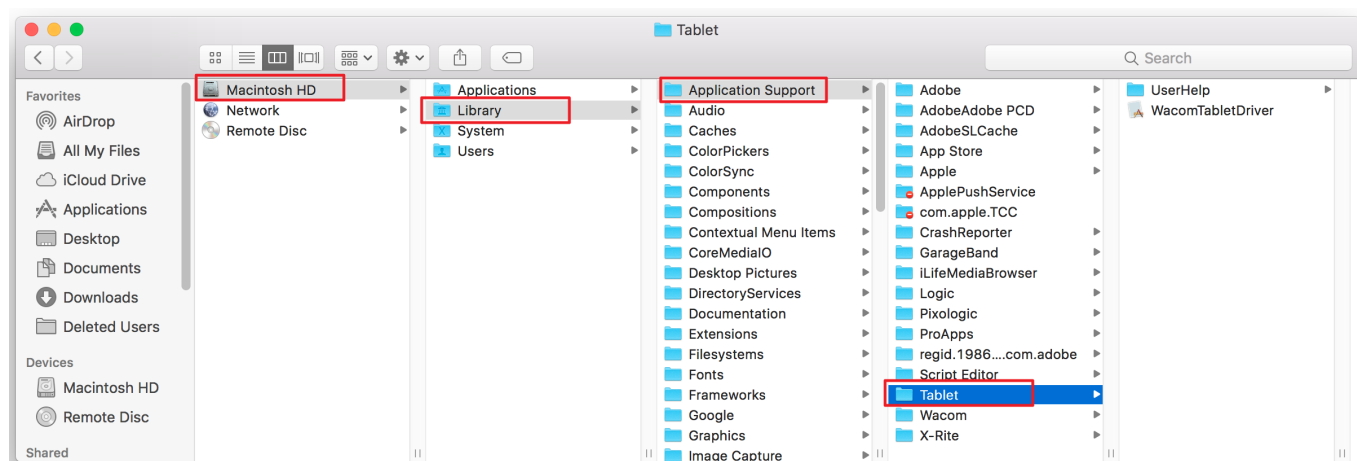 Tablet
Search
Favorites
AirDrop
All My Files
iCloud Drive
Applications
Desktop
Documents
Downloads
Deleted Users
Devices
Macintosh HD
Remote Disc
Shared
Macintosh HD
Network
Remote Disc
Applications
Library
System
Users
Application Support
Audio
Caches
ColorPickers
ColorSync
Components
Compositions
Contextual Menu Items
CoreMediaIO
Desktop Pictures
DirectoryServices
Documentation
Extensions
Filesystems
Fonts
Frameworks
Google
Graphics
Image Capture
Adobe
AdobeAdobe PCD
AdobeSLCache
App Store
Apple
ApplePushService
com.apple.TCC
CrashReporter
GarageBand
iLifeMediaBrowser
Logic
Pixologic
ProApps
regid.1986....com.adobe
Script Editor
Tablet
Wacom
X-Rite
UserHelp
WacomTabletDriver